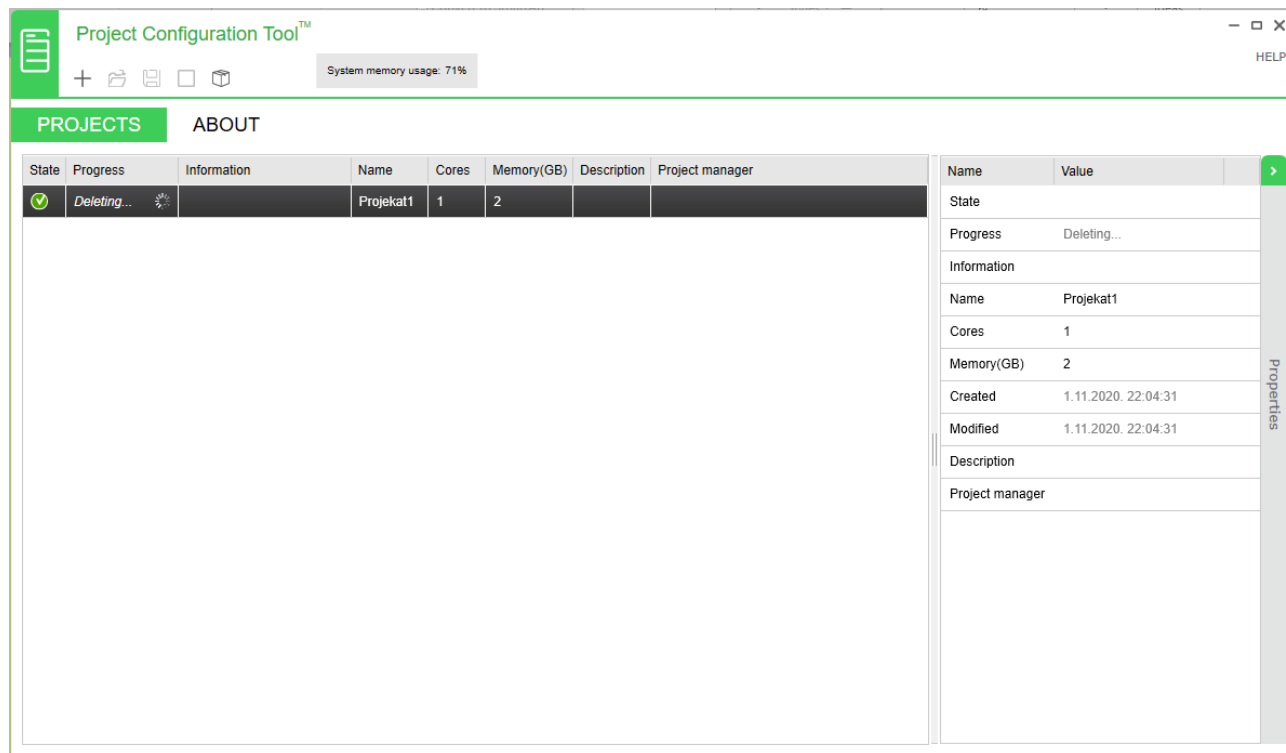 Project Configuration Tool™
HELP
System memory usage: 71%
PROJECTS ABOUT
State Progress Information Name Cores Memory(GB) Description Project manager
Deleting... Projekat1 1 2
Name Value
State
Progress Deleting...
Information
Name Projekat1
Cores 1
Memory(GB) 2
Created 1.11.2020. 22:04:31
Modified 1.11.2020. 22:04:31
Description
Project manager
Properties